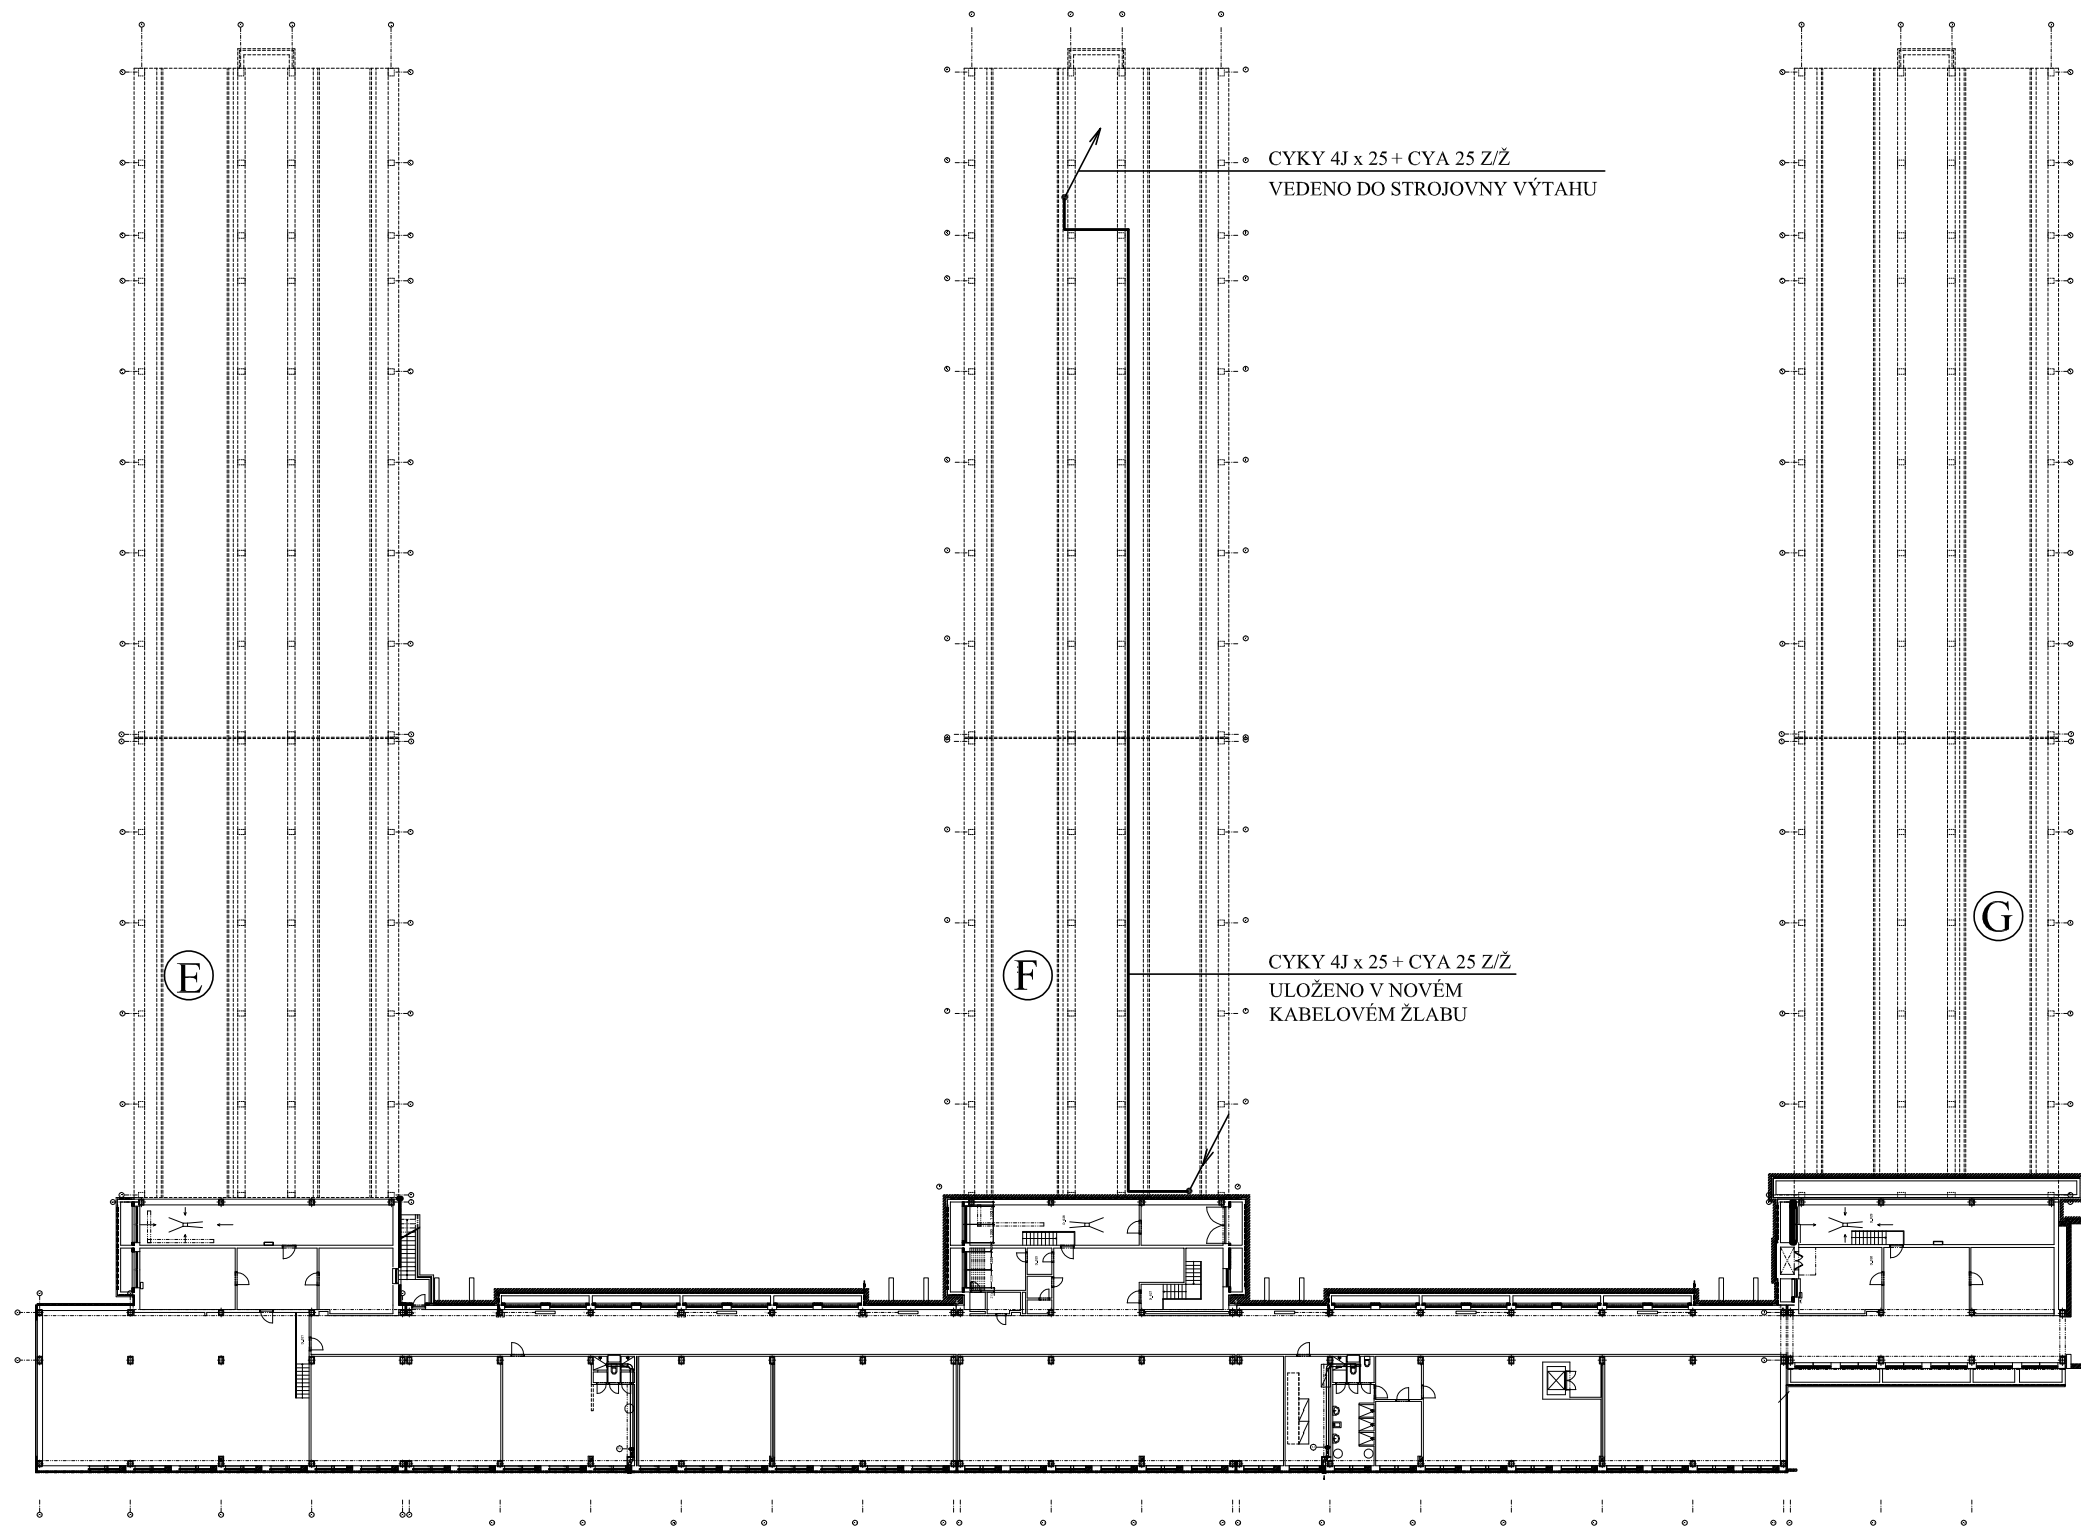 CYKY 4J x 25 + CYA 25 Z/Ž
VEDENO DO STROJOVNY VÝTAHU
G
E
F
CYKY 4J x 25 + CYA 25 Z/Ž
ULOŽENO V NOVÉM
KABELOVÉM ŽLABU